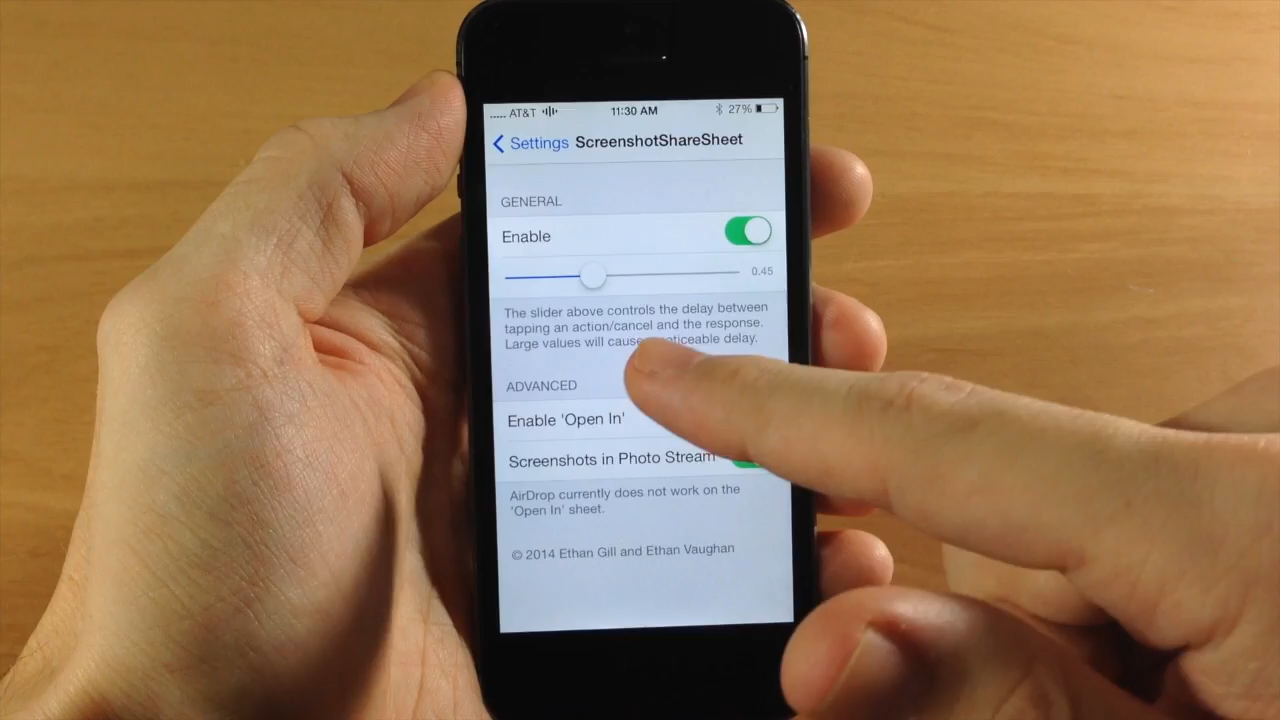 AT&T 11:30 AM 27%
Settings ScreenshotShareSheet
GENERAL
Enable
0.45
The slider above controls the delay between
tapping an action/cancel and the response.
Large values will cause noticeable delay.
ADVANCED
Enable 'Open In'
Screenshots in Photo Stream
AirDrop currently does not work on the
'Open In' sheet.
© 2014 Ethan Gill and Ethan Vaughan